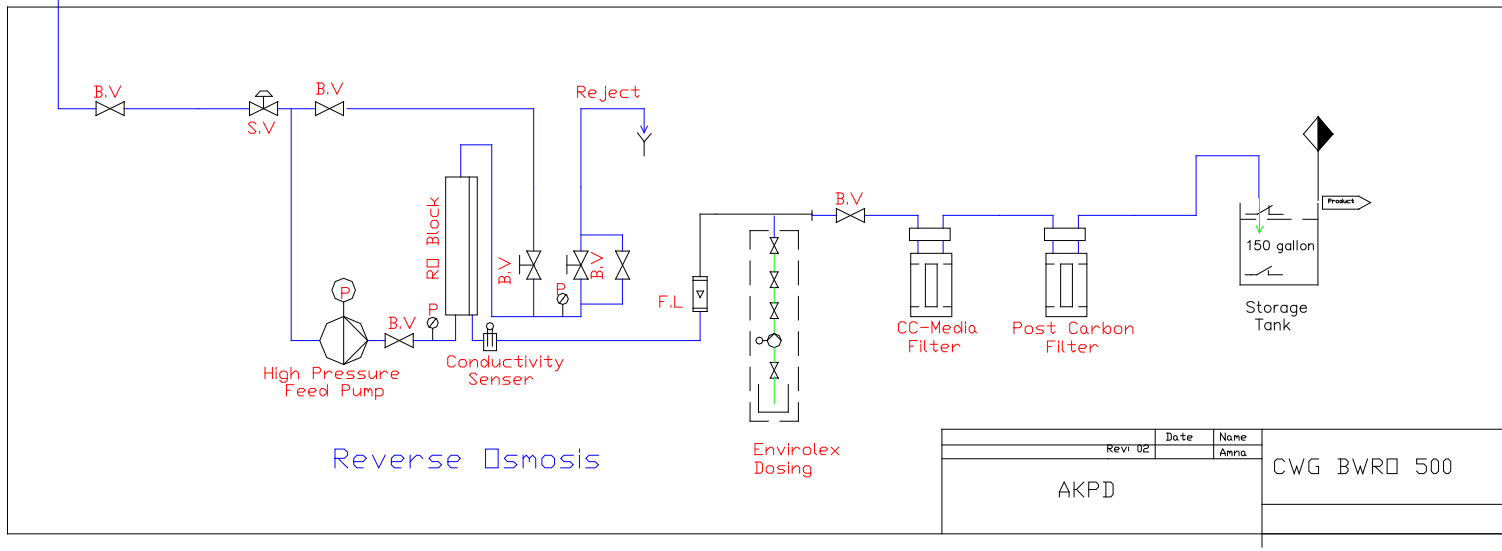 B.V
S.V
B.V
Reject
RO Block
B.V
B.V
P
P
B.V
P
High Pressure
Feed Pump
Conductivity
Senser
F.L
B.V
CC-Media
Filter
Post Carbon
Filter
Product
150 gallon
Storage
Tank
Envirolex
Dosing
Reverse Osmosis
Date
Name
Revi 02
Amna
AKPD
CWG BWRO 500